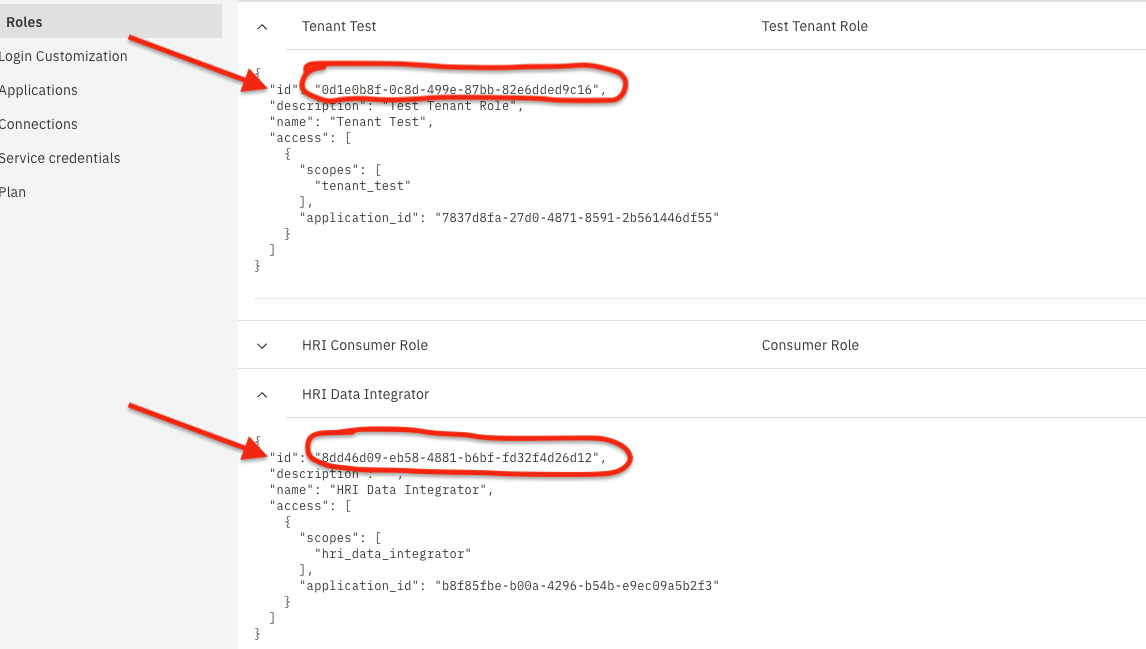 Roles
Login Customization
Applications
Connections
Service credentials
Plan
Tenant Test Test Tenant Role
{
"id": "0d1e0b8f-0c8d-499e-87bb-82e6dded9c16",
"description": "Test Tenant Role",
"name": "Tenant Test",
"access": [
{
"scopes": [
"tenant_test"
],
"application_id": "7837d8fa-27d0-4871-8591-2b561446df55"
}
]
}
HRI Consumer Role Consumer Role
HRI Data Integrator
{
"id": "8dd46d09-eb58-4881-b6bf-fd32f4d26d12",
"description": "",
"name": "HRI Data Integrator",
"access": [
{
"scopes": [
"hri_data_integrator"
],
"application_id": "b8f85fbe-b00a-4296-b54b-e9ec09a5b2f3"
}
]
}